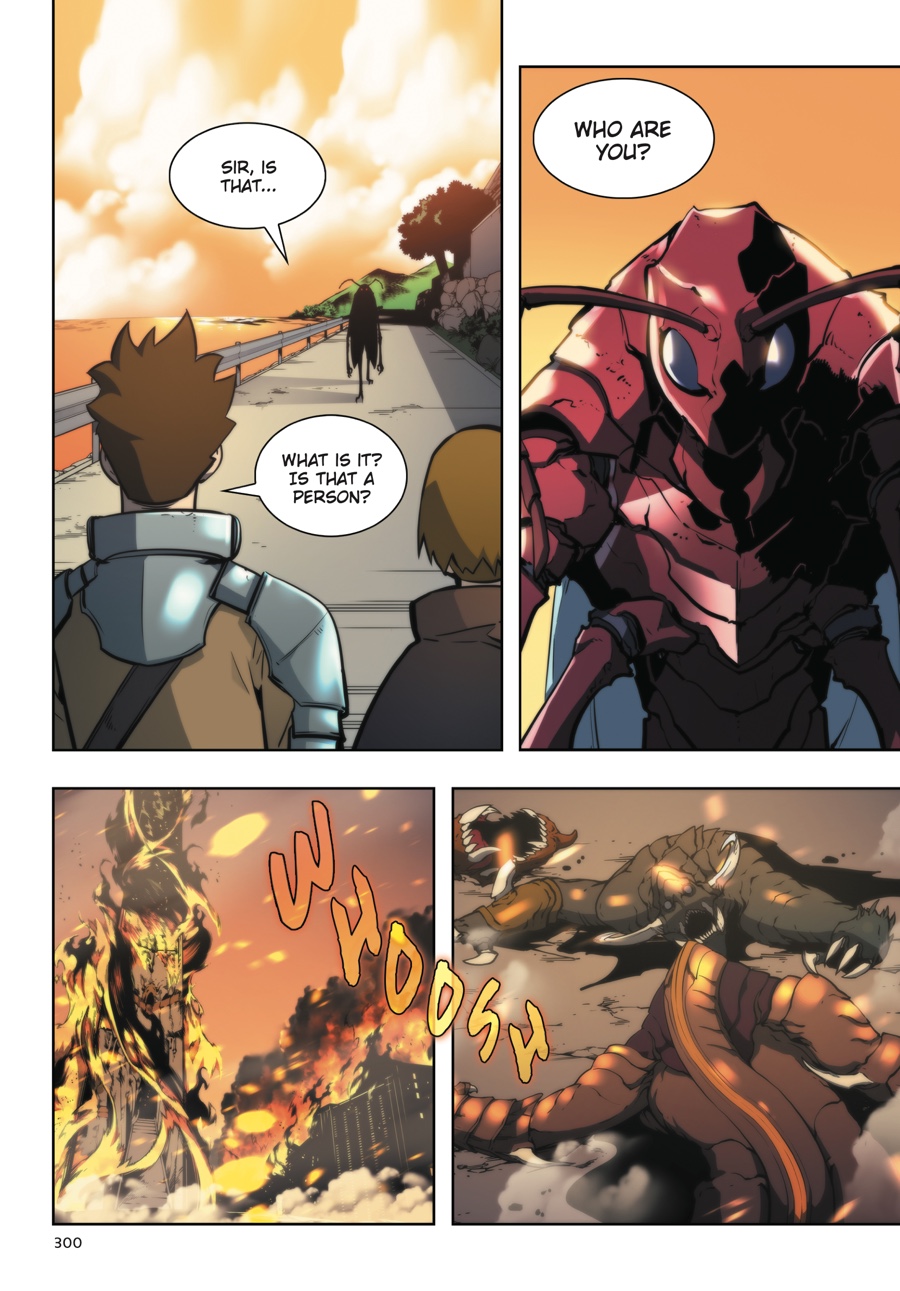 SIR, IS
THAT...
WHAT IS IT?
IS THAT A
PERSON?
WHO ARE
YOU?
WHOOSH
300